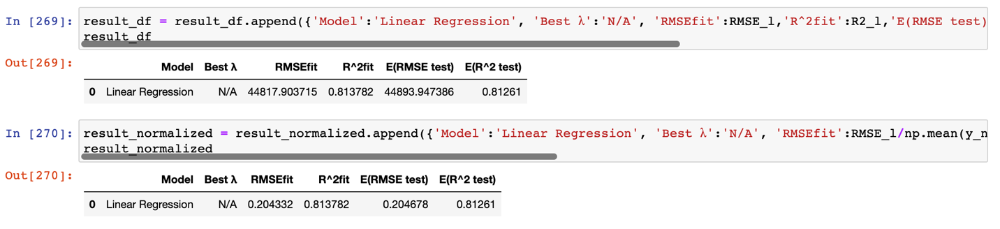 In [269]: result_df = result_df.append({'Model':'Linear Regression', 'Best λ':'N/A', 'RMSEfit':RMSE_l,'R^2fit':R2_l,'E(RMSE test)
result_df
Out[269]:
Model Best λ RMSEfit R^2fit E(RMSE test) E(R^2 test)
0 Linear Regression N/A 44817.903715 0.813782 44893.947386 0.81261
In [270]: result_normalized = result_normalized.append({'Model':'Linear Regression', 'Best λ':'N/A', 'RMSEfit':RMSE_l/np.mean(y_n
result_normalized
Out[270]:
Model Best λ RMSEfit R^2fit E(RMSE test) E(R^2 test)
0 Linear Regression N/A 0.204332 0.813782 0.204678 0.81261